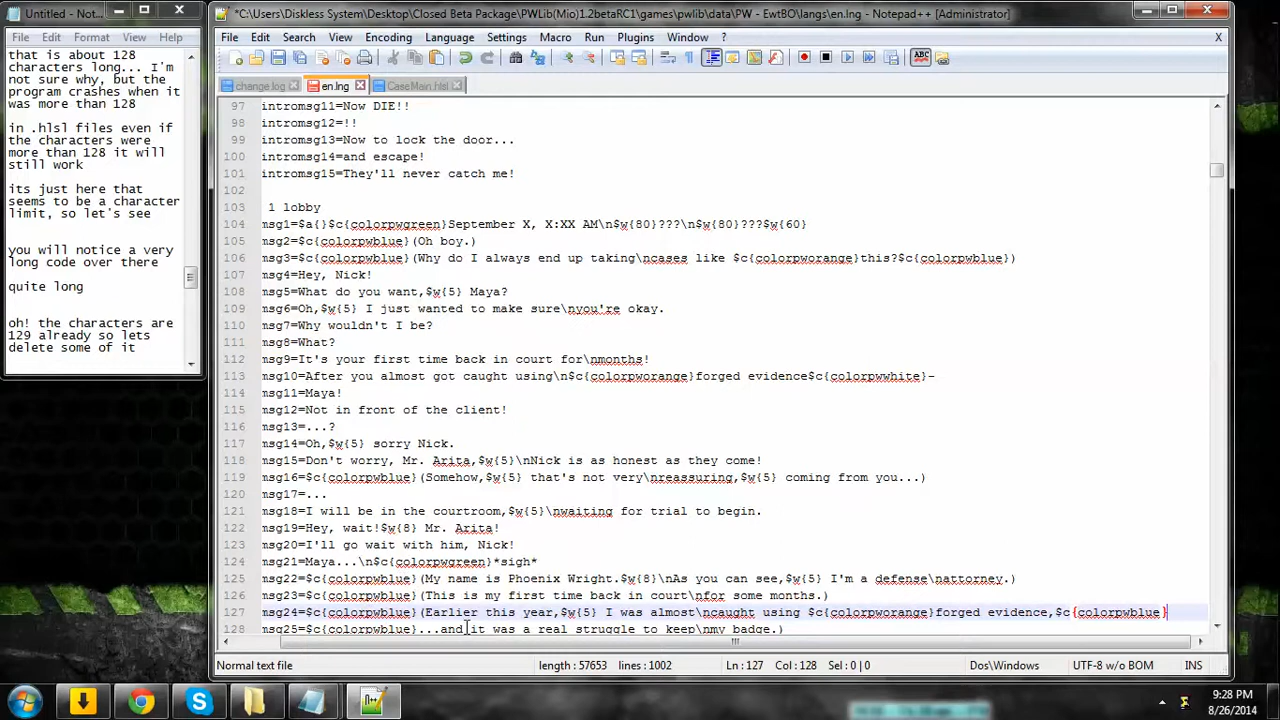 Untitled - Not...
File Edit Format View Help
that is about 128
characters long... I'm
not sure why, but the
program crashes when it
was more than 128
in .hlsl files even if
the characters were
more than 128 it will
still work
its just here that
seems to be a character
limit, so let's see
you will notice a very
long code over there
quite long
oh! the characters are
129 already so lets
delete some of it
*C:\Users\Diskless System\Desktop\Closed Beta Package\PWLib(Mio)1.2betaRC1\games\pwlib\data\PW - EwtBO\langs\en.lng - Notepad++ [Administrator]
File Edit Search View Encoding Language Settings Macro Run Plugins Window ? X
change.log en.lng CaseMain.hlsl
97 intromsg11=Now DIE!!
98 intromsg12=!!
99 intromsg13=Now to lock the door...
100 intromsg14=and escape!
101 intromsg15=They'll never catch me!
102
103 1 lobby
104 msg1=$a{}$c{colorpwgreen}September X, X:XX AM\n$w{80}???\n$w{80}???$w{60}
105 msg2=$c{colorpwblue}(Oh boy.)
106 msg3=$c{colorpwblue}(Why do I always end up taking\ncases like $c{colorpworange}this?$c{colorpwblue})
107 msg4=Hey, Nick!
108 msg5=What do you want,$w{5} Maya?
109 msg6=Oh,$w{5} I just wanted to make sure\nyou're okay.
110 msg7=Why wouldn't I be?
111 msg8=What?
112 msg9=It's your first time back in court for\nmonths!
113 msg10=After you almost got caught using\n$c{colorpworange}forged evidence$c{colorpwwhite}-
114 msg11=Maya!
115 msg12=Not in front of the client!
116 msg13=...?
117 msg14=Oh,$w{5} sorry Nick.
118 msg15=Don't worry, Mr. Arita,$w{5}\nNick is as honest as they come!
119 msg16=$c{colorpwblue}(Somehow,$w{5} that's not very\nreassuring,$w{5} coming from you...)
120 msg17=...
121 msg18=I will be in the courtroom,$w{5}\nwaiting for trial to begin.
122 msg19=Hey, wait!$w{8} Mr. Arita!
123 msg20=I'll go wait with him, Nick!
124 msg21=Maya...\n$c{colorpwgreen}*sigh*
125 msg22=$c{colorpwblue}(My name is Phoenix Wright.$w{8}\nAs you can see,$w{5} I'm a defense\nattorney.)
126 msg23=$c{colorpwblue}(This is my first time back in court\nfor some months.)
127 msg24=$c{colorpwblue}(Earlier this year,$w{5} I was almost\ncaught using $c{colorpworange}forged evidence,$c{colorpwblue}
128 msg25=$c{colorpwblue}...and it was a real struggle to keep\nmy badge.)
Normal text file length : 57653 lines : 1002 Ln : 127 Col : 128 Sel : 0 | 0 Dos\Windows UTF-8 w/o BOM INS
9:28 PM
8/26/2014